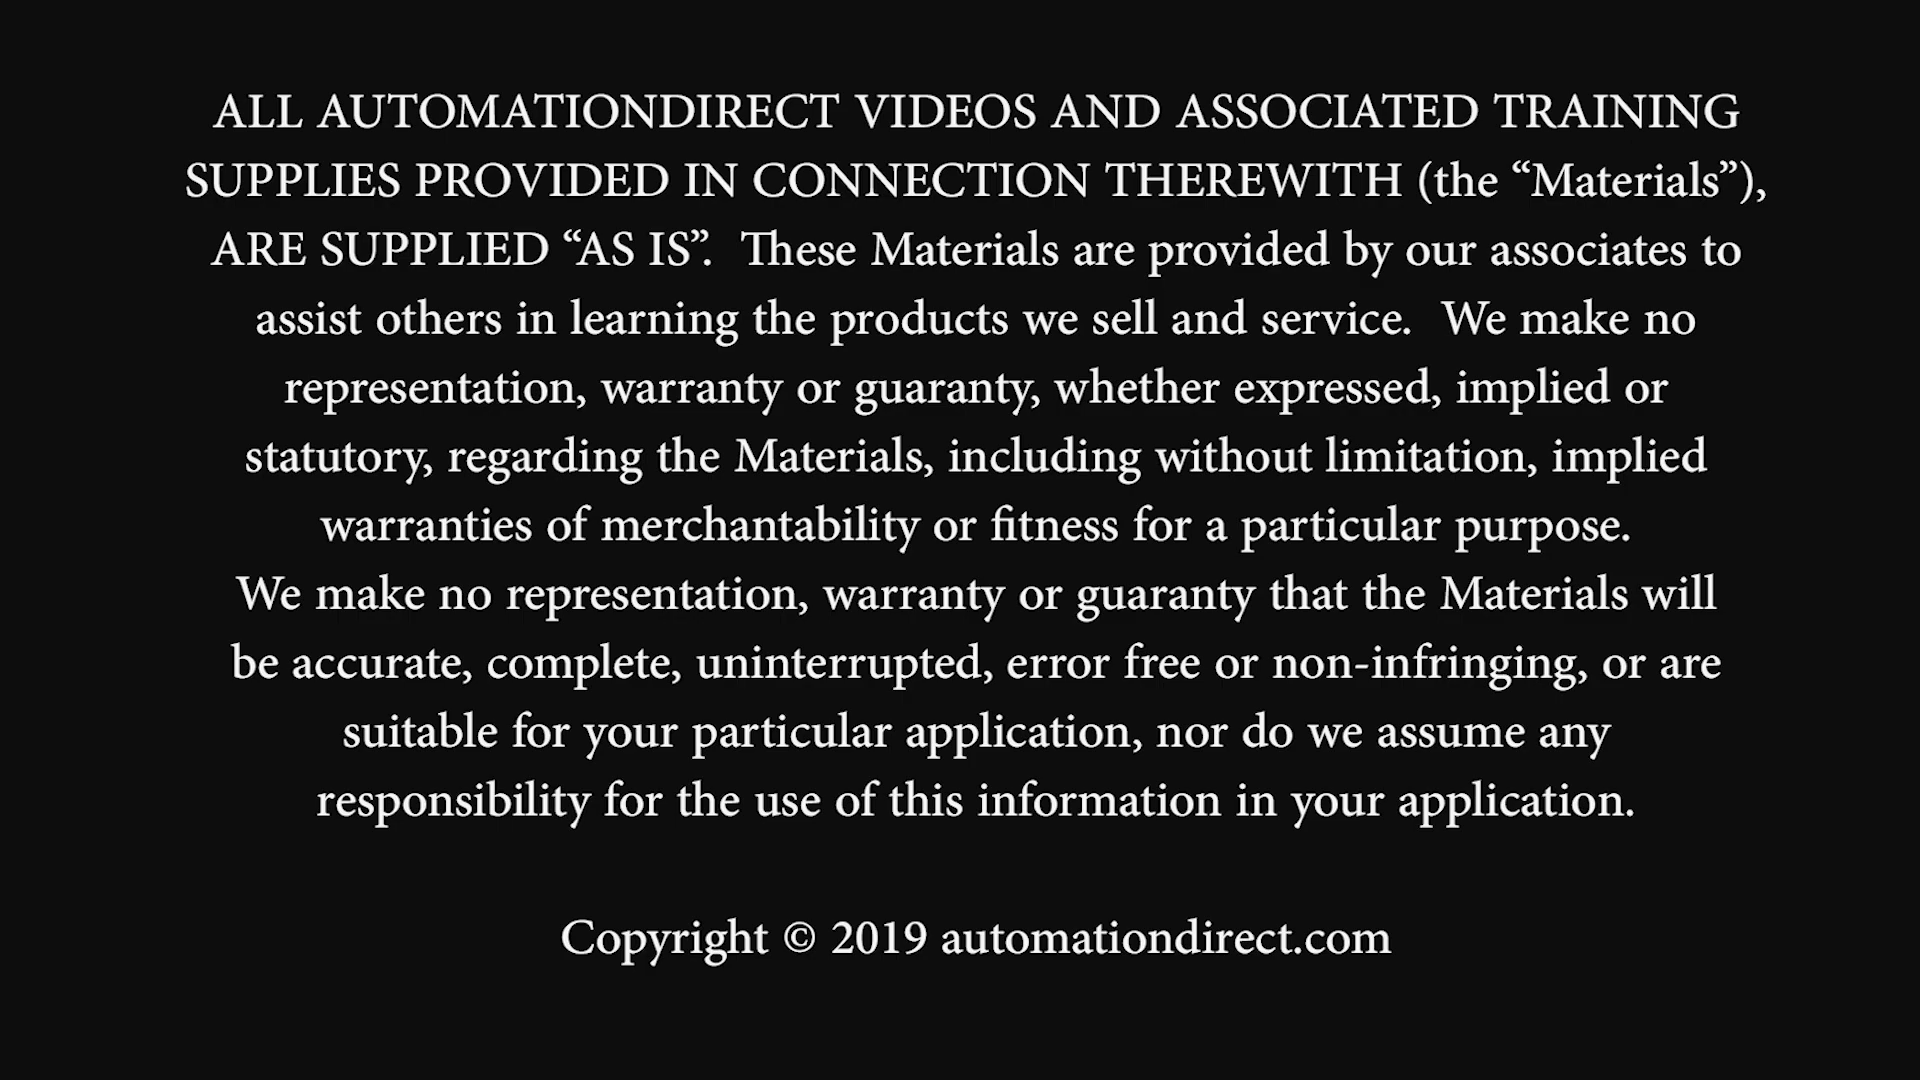 ALL AUTOMATIONDIRECT VIDEOS AND ASSOCIATED TRAINING
SUPPLIES PROVIDED IN CONNECTION THEREWITH (the “Materials”),
ARE SUPPLIED “AS IS”.  These Materials are provided by our associates to
assist others in learning the products we sell and service.  We make no
representation, warranty or guaranty, whether expressed, implied or
statutory, regarding the Materials, including without limitation, implied
warranties of merchantability or fitness for a particular purpose.
We make no representation, warranty or guaranty that the Materials will
be accurate, complete, uninterrupted, error free or non-infringing, or are
suitable for your particular application, nor do we assume any
responsibility for the use of this information in your application.
Copyright © 2019 automationdirect.com